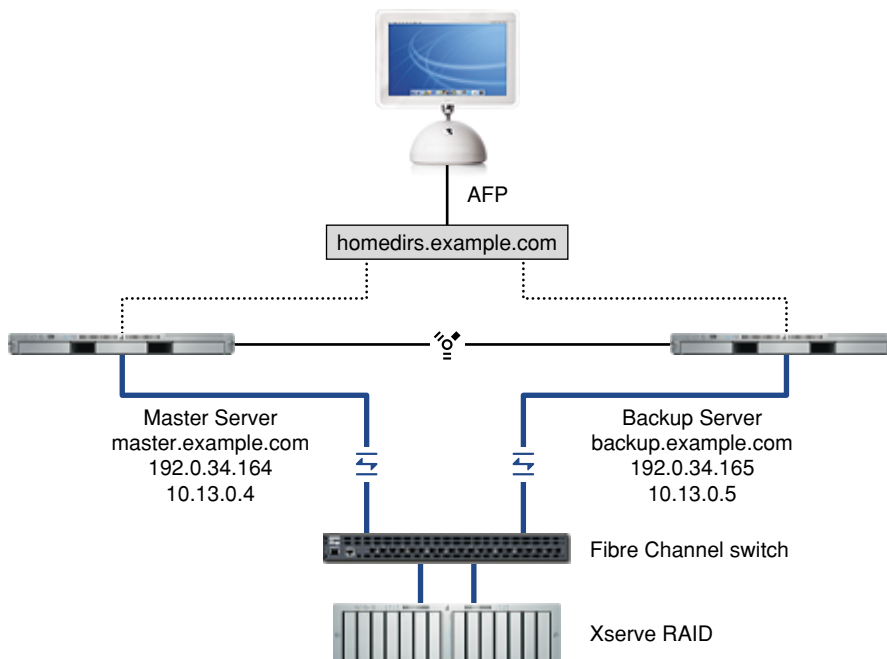 AFP
homedirs.example.com
Master Server
master.example.com
192.0.34.164
10.13.0.4
Backup Server
backup.example.com
192.0.34.165
10.13.0.5
Fibre Channel switch
Xserve RAID